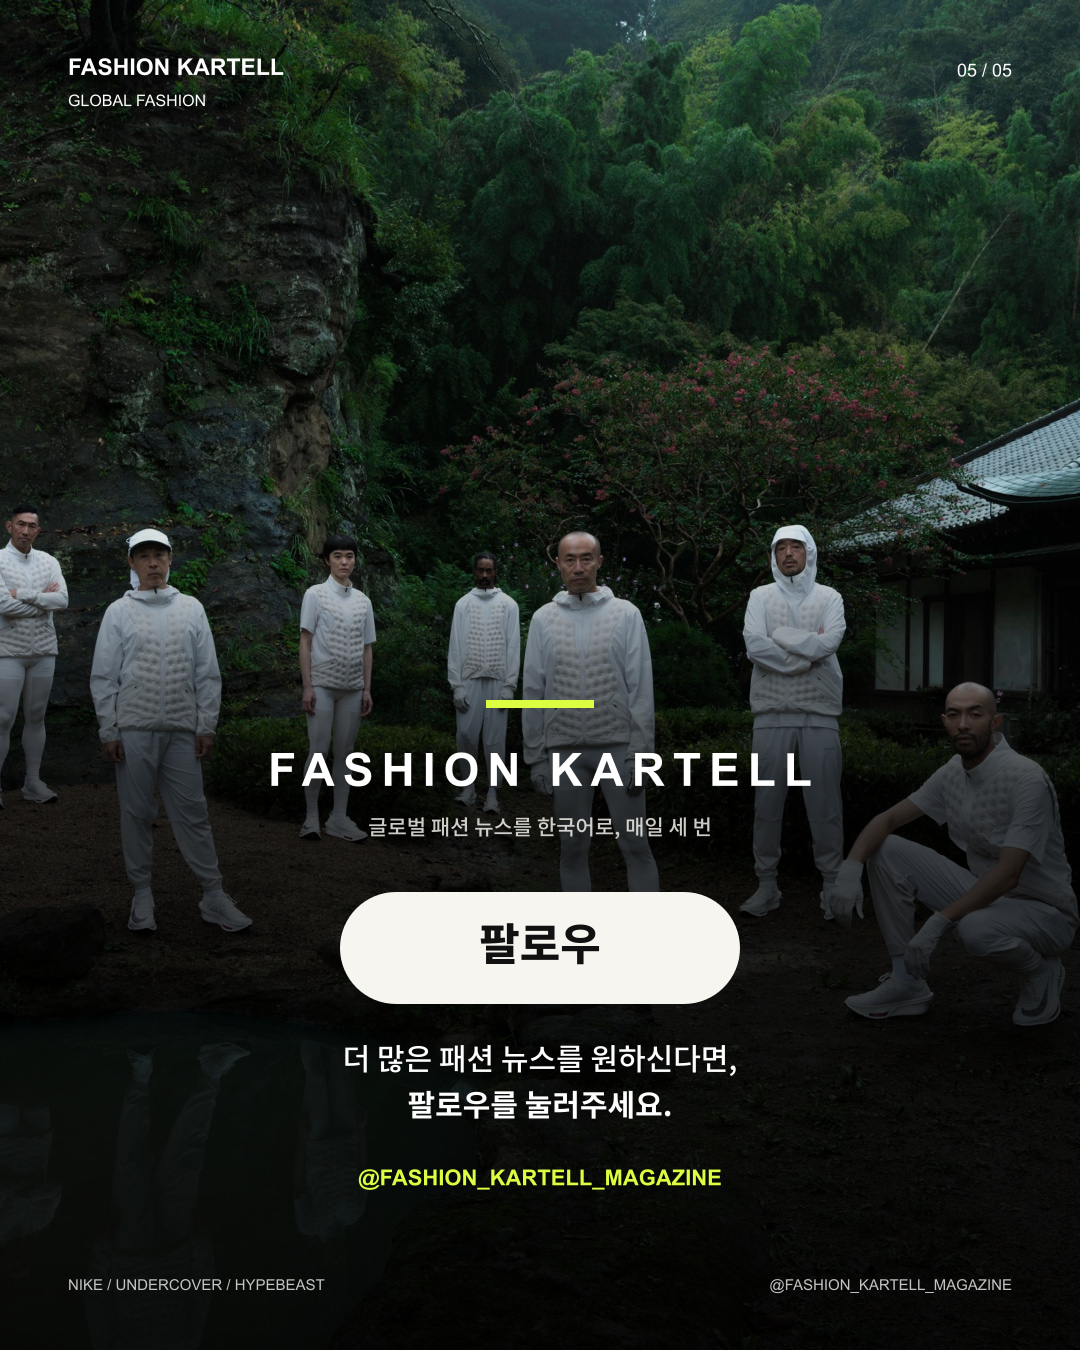 FASHION KARTELL
GLOBAL FASHION
05 / 05
FASHION KARTELL
글로벌 패션 뉴스를 한국어로, 매일 세 번
팔로우
더 많은 패션 뉴스를 원하신다면,
팔로우를 눌러주세요.
@FASHION_KARTELL_MAGAZINE
NIKE / UNDERCOVER / HYPEBEAST
@FASHION_KARTELL_MAGAZINE